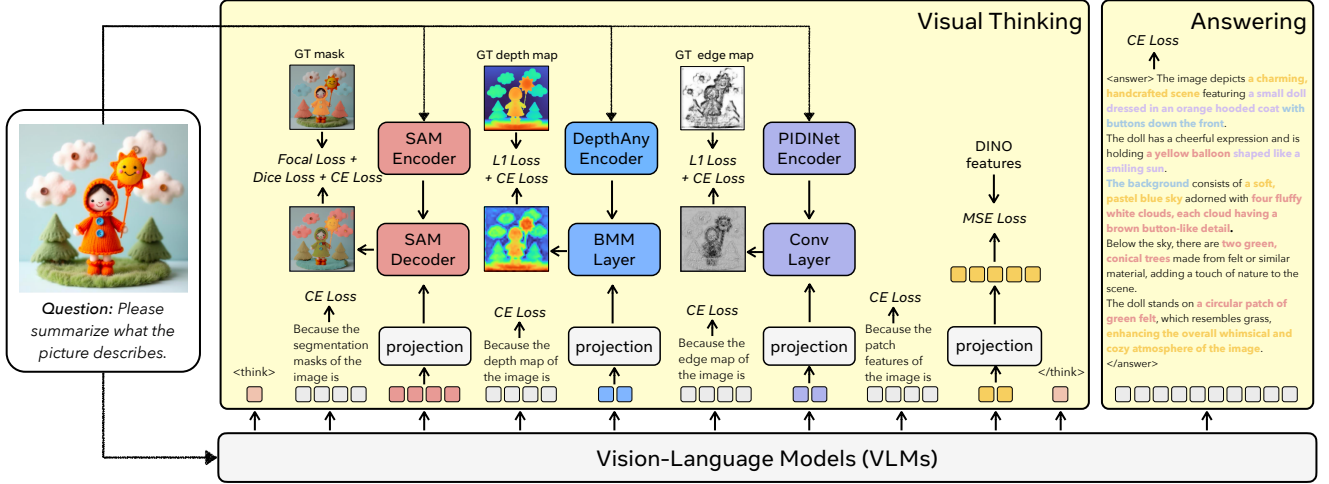 Visual Thinking
Answering
GT mask
GT depth map
GT edge map
SAM
Encoder
DepthAny
Encoder
PIDINet
Encoder
Focal Loss +
Dice Loss + CE Loss
L1 Loss
+ CE Loss
L1 Loss
+ CE Loss
DINO
features
MSE Loss
SAM
Decoder
BMM
Layer
Conv
Layer
CE Loss
Because the
segmentation
masks of the
image is
projection
CE Loss
Because the
depth map of
the image is
projection
CE Loss
Because the
edge map of
the image is
projection
CE Loss
Because the
patch
features of
the image is
projection
<think>
</think>
Question: Please
summarize what the
picture describes.
CE Loss
<answer> The image depicts a charming,
handcrafted scene featuring a small doll
dressed in an orange hooded coat with
buttons down the front.
The doll has a cheerful expression and is
holding a yellow balloon shaped like a
smiling sun.
The background consists of a soft,
pastel blue sky adorned with four fluffy
white clouds, each cloud having a
brown button-like detail.
Below the sky, there are two green,
conical trees made from felt or similar
material, adding a touch of nature to the
scene.
The doll stands on a circular patch of
green felt, which resembles grass,
enhancing the overall whimsical and
cozy atmosphere of the image.
</answer>
Vision-Language Models (VLMs)